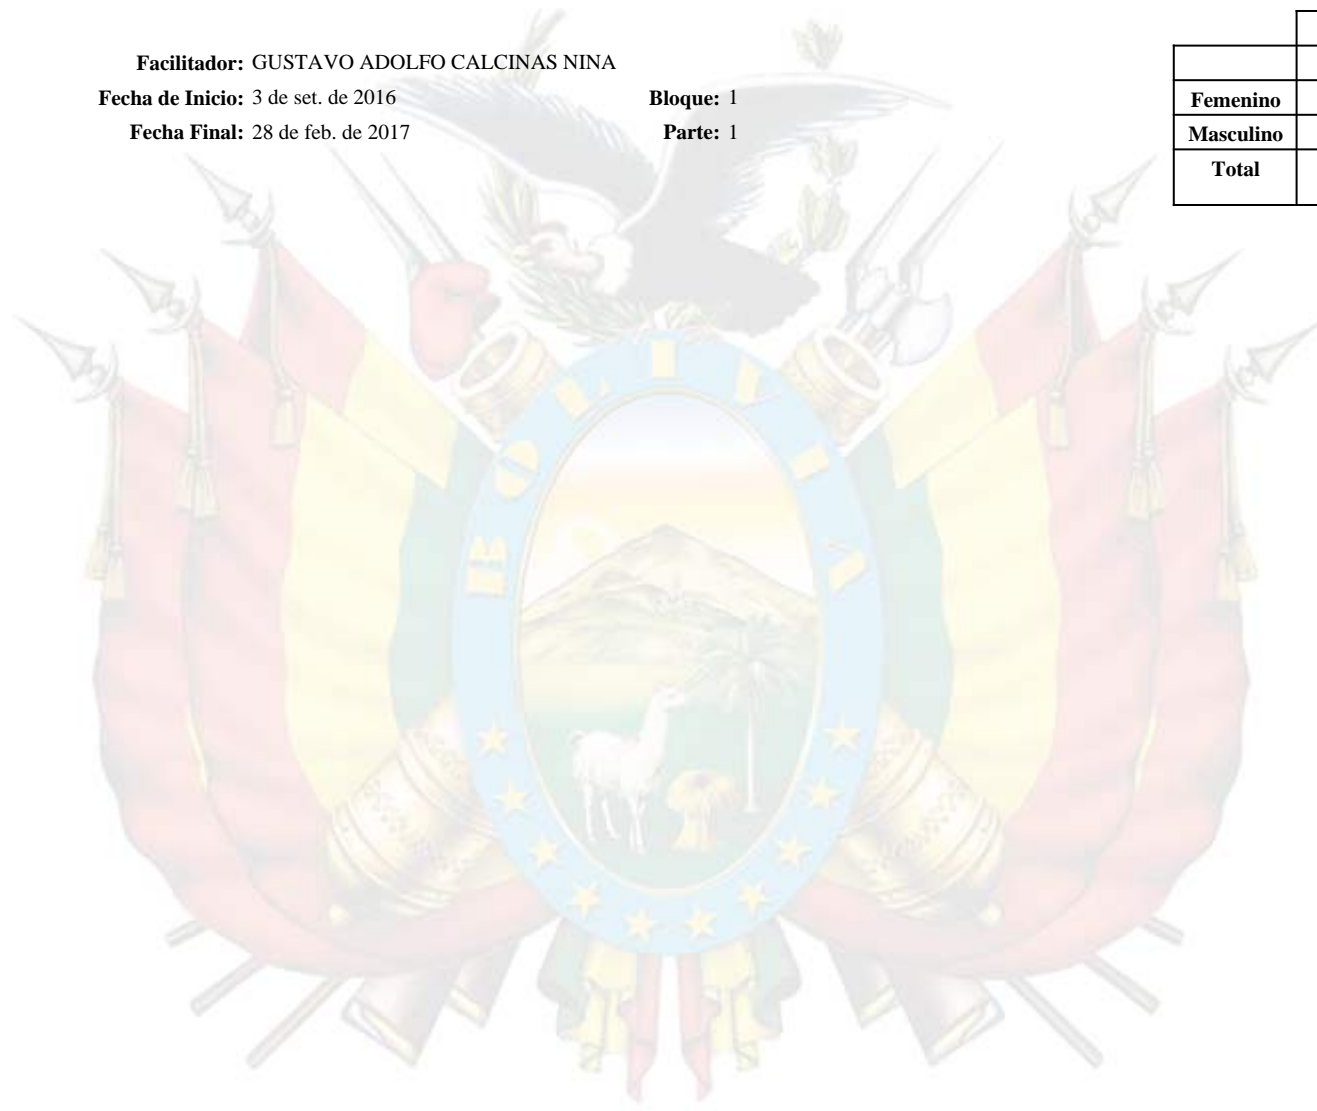 Facilitador: GUSTAVO ADOLFO CALCINAS NINA
Fecha de Inicio: 3 de set. de 2016 Bloque: 1
Fecha Final: 28 de feb. de 2017 Parte: 1
Femenino
Masculino
Total
BOLIVIA